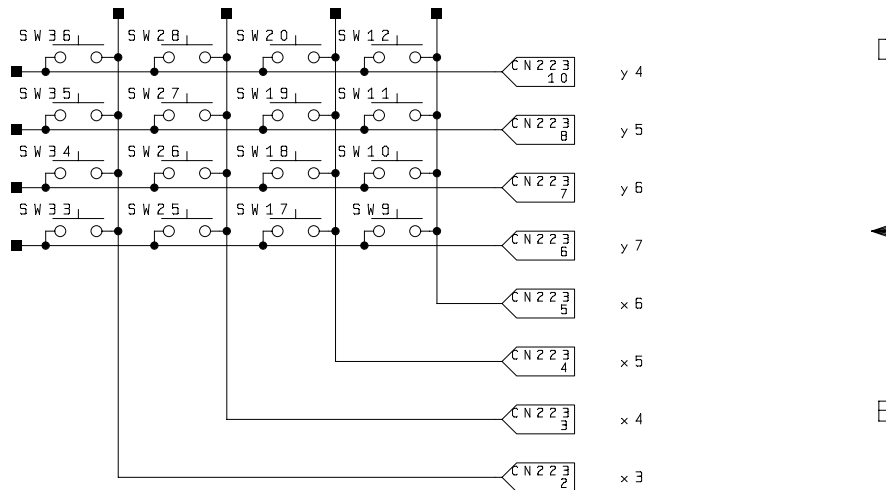 SW36 SW28 SW20 SW12
CN223
10 y4
SW35 SW27 SW19 SW11
CN223
8 y5
SW34 SW26 SW18 SW10
CN223
7 y6
SW33 SW25 SW17 SW9
CN223
6 y7
CN223
5 x6
CN223
4 x5
CN223
3 x4
CN223
2 x3